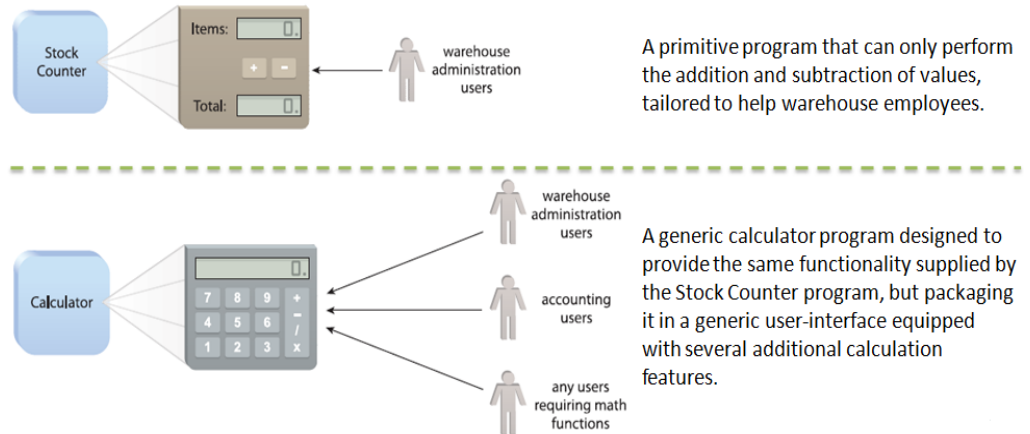 Stock
Counter
Items:
0.
+ -
Total:
0.
warehouse
administration
users
A primitive program that can only perform
the addition and subtraction of values,
tailored to help warehouse employees.
Calculator
0.
7 8 9 +
4 5 6 -
/
1 2 3 x
warehouse
administration
users
accounting
users
any users
requiring math
functions
A generic calculator program designed to
provide the same functionality supplied by
the Stock Counter program, but packaging
it in a generic user-interface equipped
with several additional calculation
features.